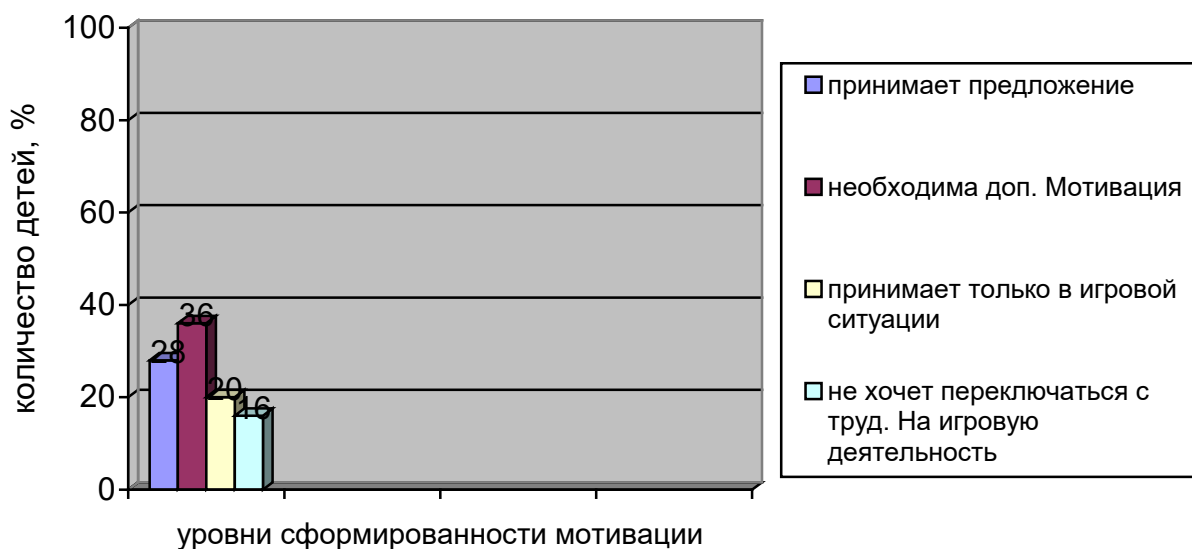 100
80
60
40
20
0
количество детей, %
28
36
20
16
уровни сформированности мотивации
принимает предложение
необходима доп. Мотивация
принимает только в игровой
ситуации
не хочет переключаться с
труд. На игровую
деятельность